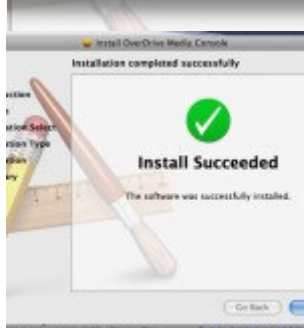 Install OverDrive Media Console
Installation completed successfully
Install Succeeded
The software was successfully installed.
Go Back